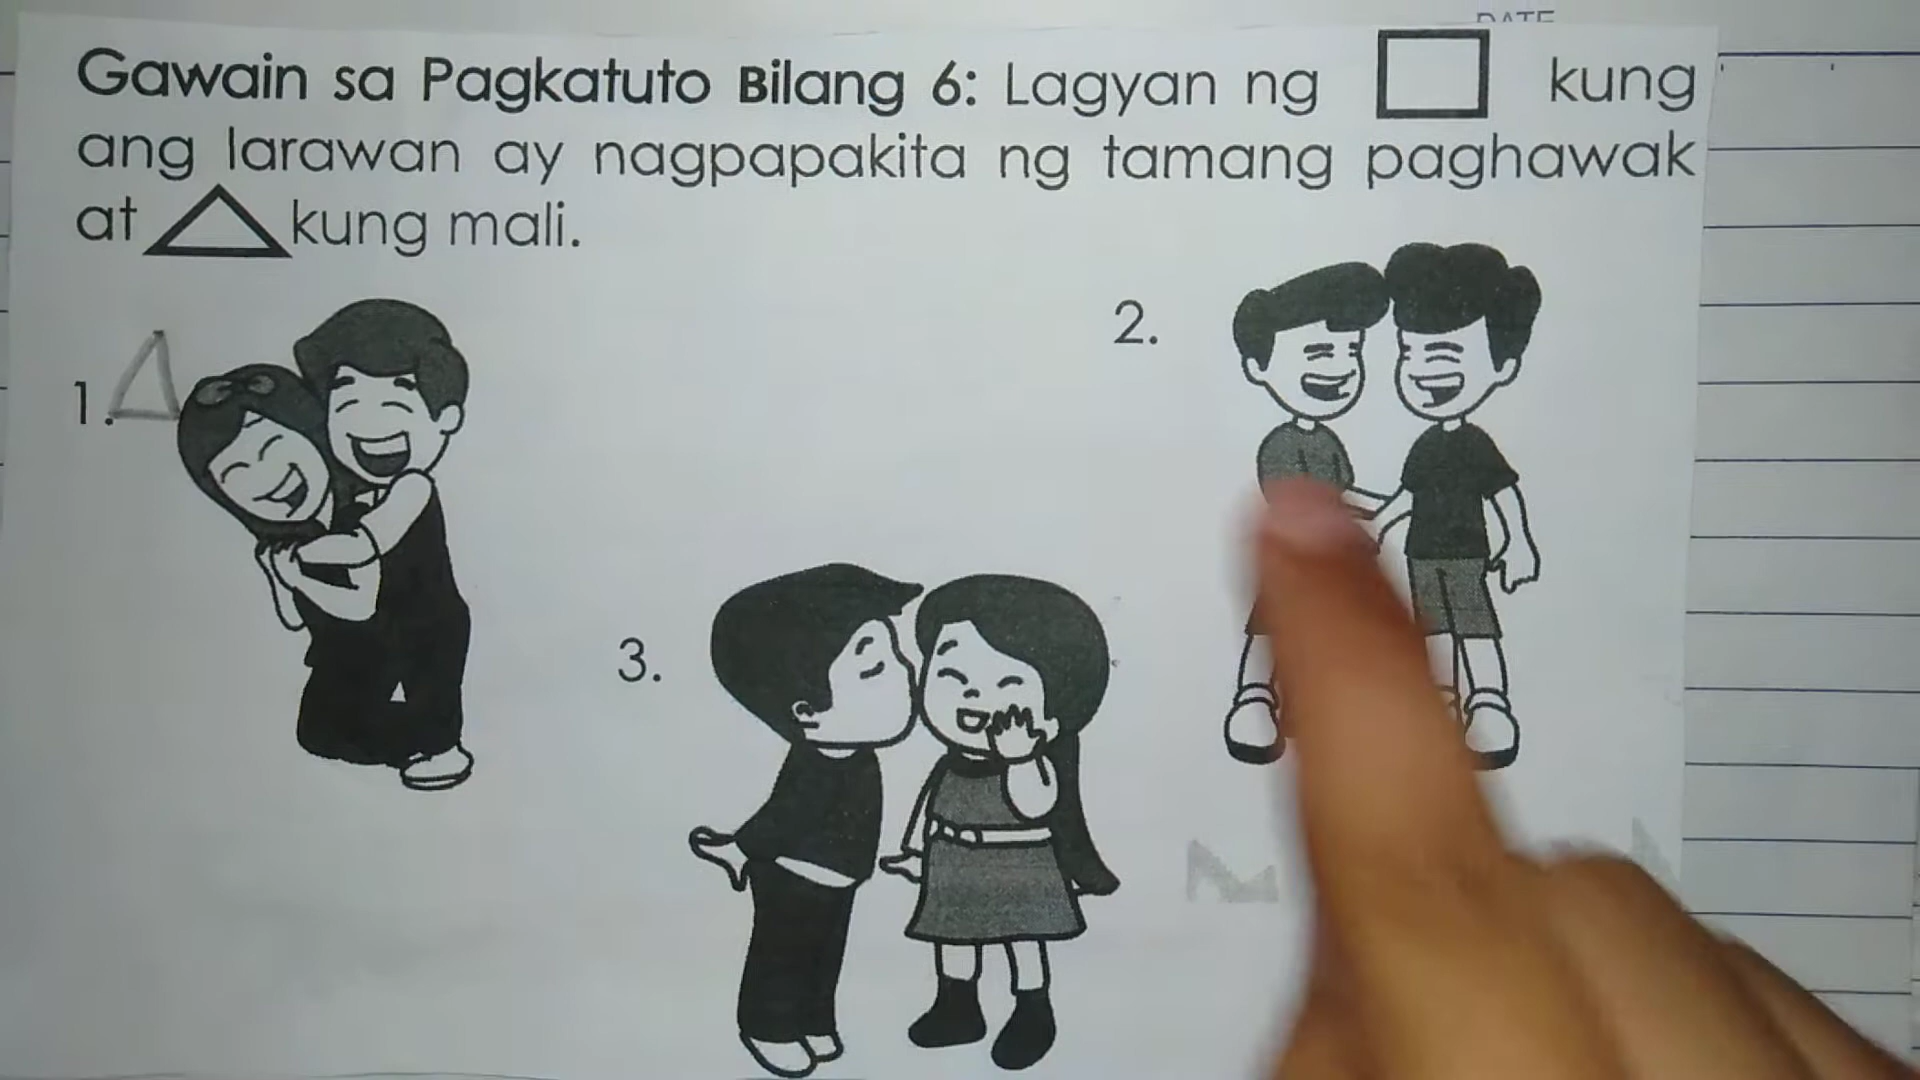 DATE
Gawain sa Pagkatuto Bilang 6: Lagyan ng kung
ang larawan ay nagpapakita ng tamang paghawak
at kung mali.
2.
1.
3.